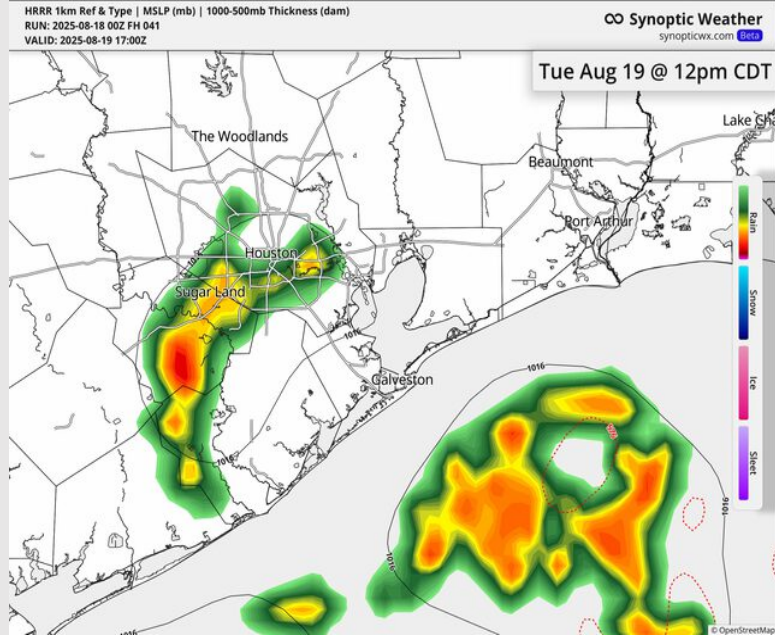 HRRR 1km Ref & Type | MSLP (mb) | 1000-500mb Thickness (dam)
RUN: 2025-08-18 00Z FH 041
VALID: 2025-08-19 17:00Z
Synoptic Weather
synopticwx.com Beta
Tue Aug 19 @ 12pm CDT
The Woodlands
Lake Cha
Beaumont
Port Arthur
Rain
Houston
Sugar Land
Snow
1016
Ice
1016
Galveston
Sleet
1016
1016
1016
1016
© OpenStreetMap